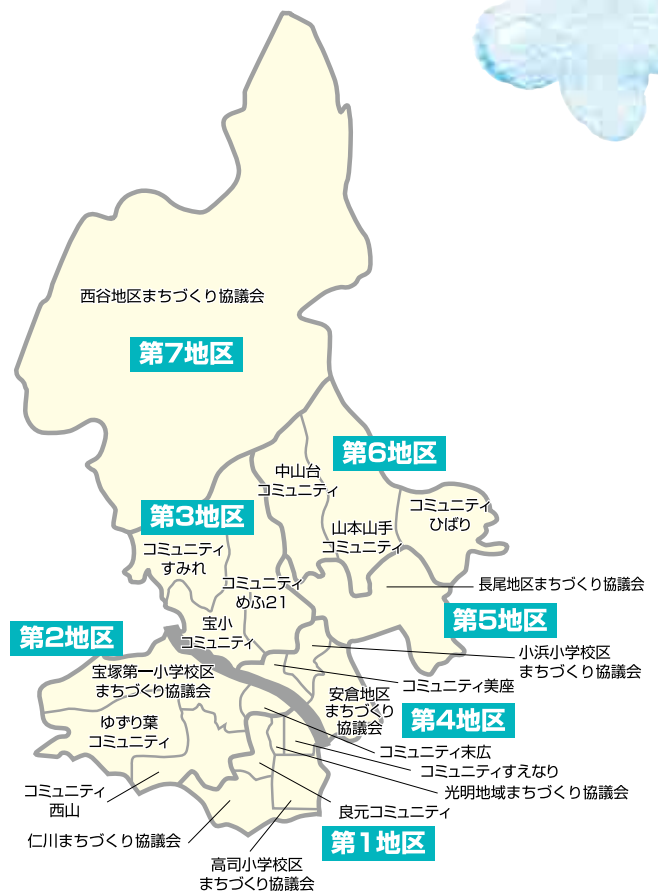 西谷地区まちづくり協議会
第7地区
第6地区
中山台
コミュニティ
コミュニティ
ひばり
山本山手
コミュニティ
第3地区
コミュニティ
すみれ
コミュニティ
めふ21
宝小
コミュニティ
長尾地区まちづくり協議会
第5地区
第2地区
小浜小学校区
まちづくり協議会
宝塚第一小学校区
まちづくり協議会
コミュニティ美座
安倉地区
まちづくり
協議会
第4地区
ゆずり葉
コミュニティ
コミュニティ末広
コミュニティすえなり
光明地域まちづくり協議会
コミュニティ
西山
良元コミュニティ
仁川まちづくり協議会
第1地区
高司小学校区
まちづくり協議会